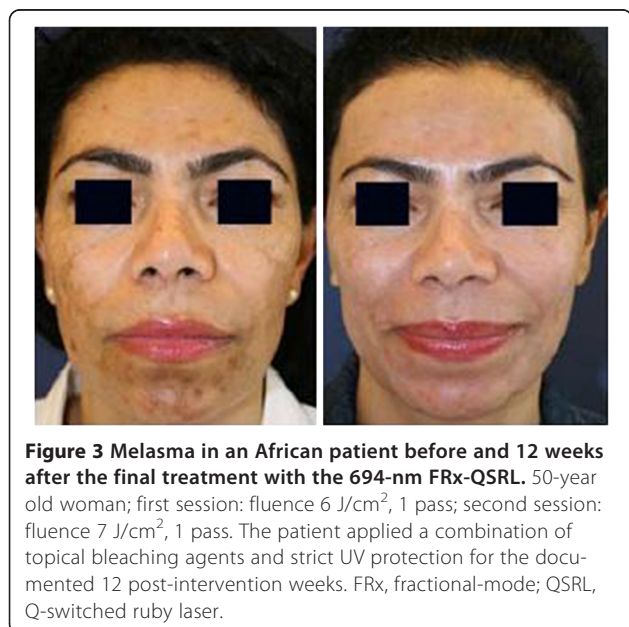 Figure 3 Melasma in an African patient before and 12 weeks
after the final treatment with the 694-nm FRx-QSRL. 50-year
old woman; first session: fluence 6 J/cm², 1 pass; second session:
fluence 7 J/cm², 1 pass. The patient applied a combination of
topical bleaching agents and strict UV protection for the docu-
mented 12 post-intervention weeks. FRx, fractional-mode; QSRL,
Q-switched ruby laser.